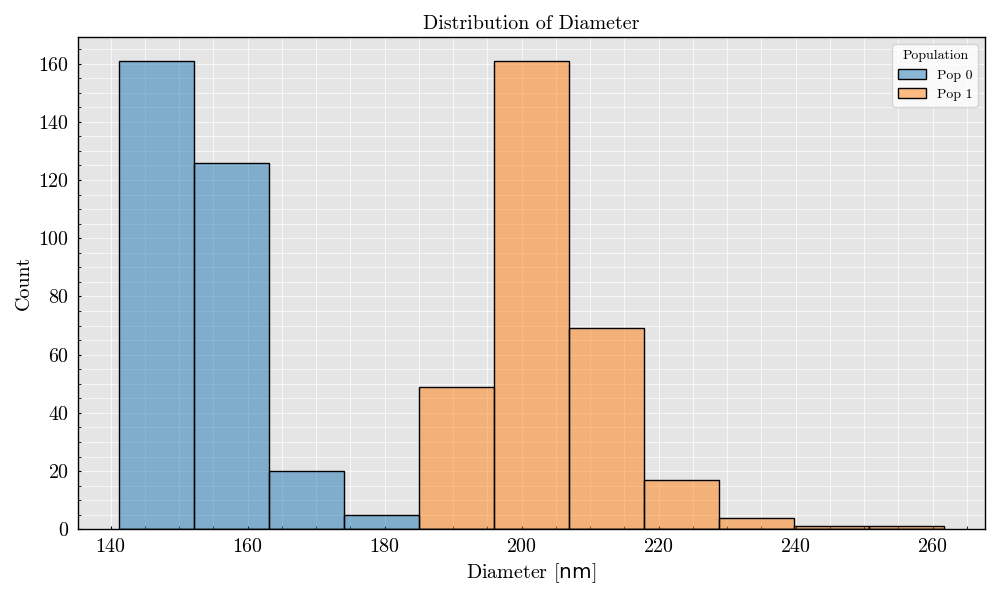 Distribution of Diameter
Population
Pop 0
Pop 1
Count
160
140
120
100
80
60
40
20
0
140 160 180 200 220 240 260
Diameter [nm]